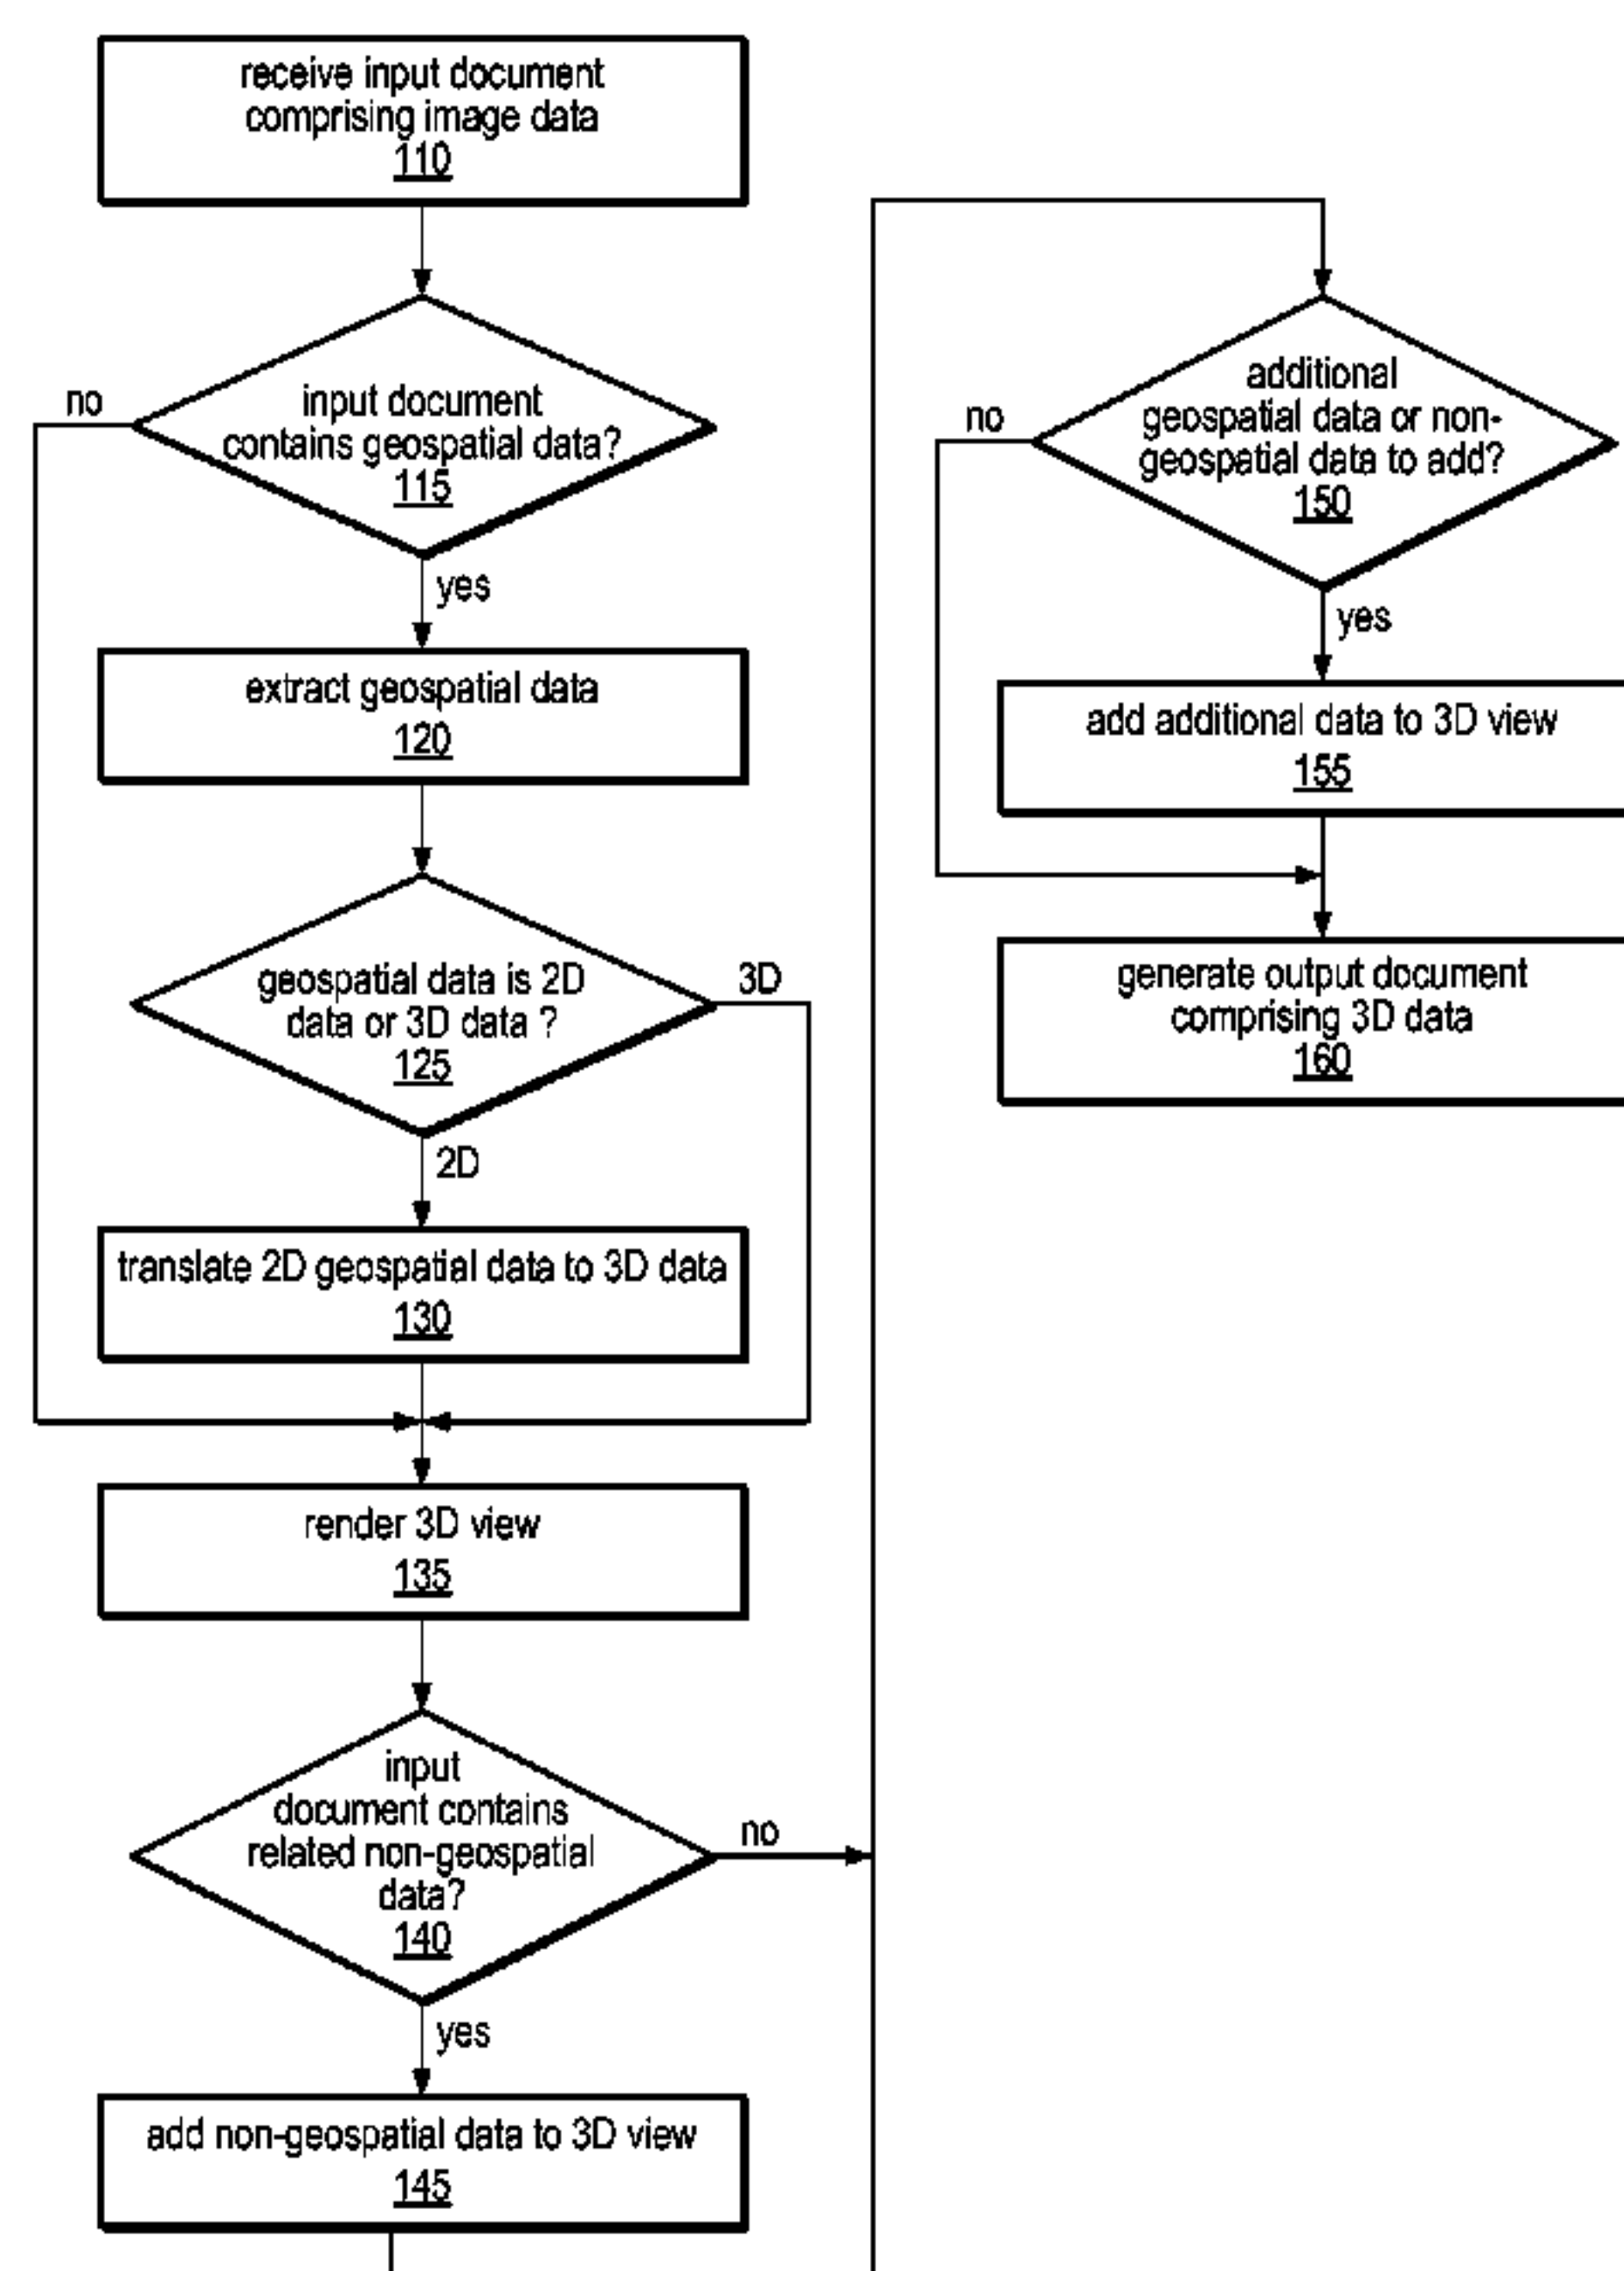 receive input document
comprising image data
110
no
input document
contains geospatial data?
115
yes
extract geospatial data
120
geospatial data is 2D
data or 3D data ?
125
3D
2D
translate 2D geospatial data to 3D data
130
render 3D view
135
input
document contains
related non-geospatial
data?
140
no
yes
add non-geospatial data to 3D view
145
additional
geospatial data or non-
geospatial data to add?
150
no
yes
add additional data to 3D view
155
generate output document
comprising 3D data
160